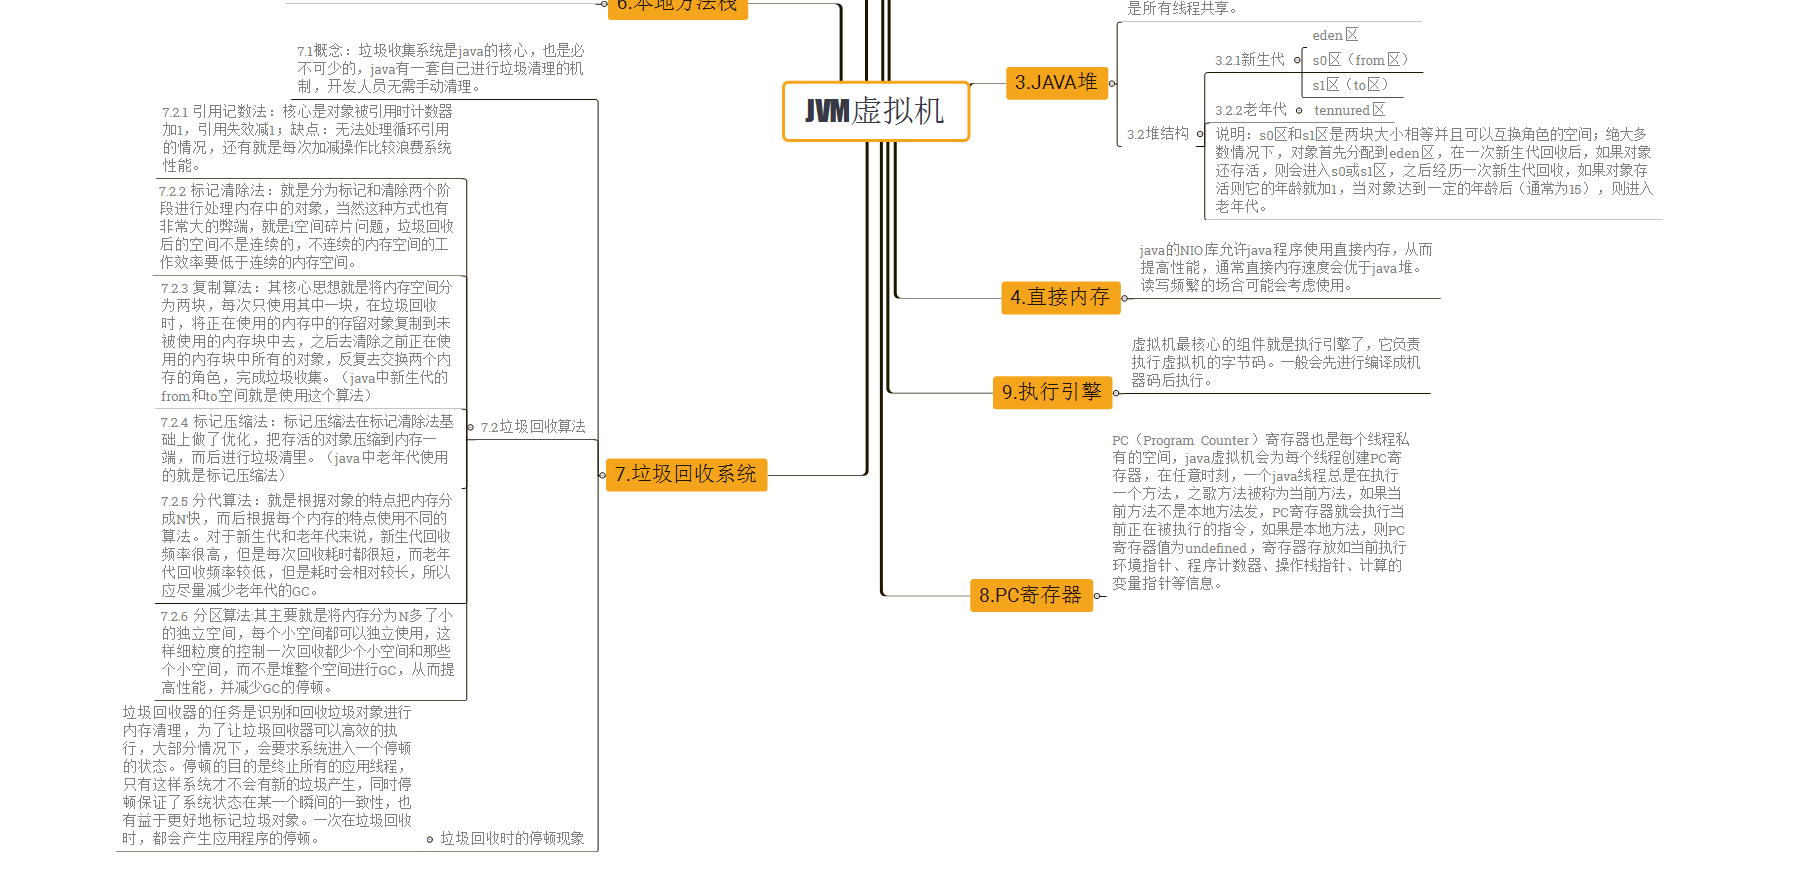 6.本地方法栈
7.1概念：垃圾收集系统是java的核心，也是必
不可少的，java有一套自己进行垃圾清理的机
制，开发人员无需手动清理。
7.2.1 引用记数法：核心是对象被引用时计数器
加1，引用失效减1；缺点：无法处理循环引用
的情况，还有就是每次加减操作比较浪费系统
性能。
7.2.2 标记清除法：就是分为标记和清除两个阶
段进行处理内存中的对象，当然这种方式也有
非常大的弊端，就是i空间碎片问题，垃圾回收
后的空间不是连续的，不连续的内存空间的工
作效率要低于连续的内存空间。
7.2.3 复制算法：其核心思想就是将内存空间分
为两块，每次只使用其中一块，在垃圾回收
时，将正在使用的内存中的存留对象复制到未
被使用的内存块中去，之后去清除之前正在使
用的内存块中所有的对象，反复去交换两个内
存的角色，完成垃圾收集。（java中新生代的
from和to空间就是使用这个算法）
7.2.4 标记压缩法：标记压缩法在标记清除法基
础上做了优化，把存活的对象压缩到内存一
端，而后进行垃圾清里。（java中老年代使用
的就是标记压缩法）
7.2.5 分代算法：就是根据对象的特点把内存分
成N快，而后根据每个内存的特点使用不同的
算法。对于新生代和老年代来说，新生代回收
频率很高，但是每次回收耗时都很短，而老年
代回收频率较低，但是耗时会相对较长，所以
应尽量减少老年代的GC。
7.2.6 分区算法:其主要就是将内存分为N多了小
的独立空间，每个小空间都可以独立使用，这
样细粒度的控制一次回收都少个小空间和那些
个小空间，而不是堆整个空间进行GC，从而提
高性能，并减少GC的停顿。
7.2垃圾回收算法
垃圾回收器的任务是识别和回收垃圾对象进行
内存清理，为了让垃圾回收器可以高效的执
行，大部分情况下，会要求系统进入一个停顿
的状态。停顿的目的是终止所有的应用线程，
只有这样系统才不会有新的垃圾产生，同时停
顿保证了系统状态在某一个瞬间的一致性，也
有益于更好地标记垃圾对象。一次在垃圾回收
时，都会产生应用程序的停顿。
垃圾回收时的停顿现象
7.垃圾回收系统
JVM虚拟机
是所有线程共享。
3.JAVA堆
3.2堆结构
3.2.1新生代
eden区
s0区（from区）
s1区（to区）
3.2.2老年代
tennured区
说明：s0区和s1区是两块大小相等并且可以互换角色的空间；绝大多
数情况下，对象首先分配到eden区，在一次新生代回收后，如果对象
还存活，则会进入s0或s1区，之后经历一次新生代回收，如果对象存
活则它的年龄就加1，当对象达到一定的年龄后（通常为15），则进入
老年代。
4.直接内存
java的NIO库允许java程序使用直接内存，从而
提高性能，通常直接内存速度会优于java堆。
读写频繁的场合可能会考虑使用。
9.执行引擎
虚拟机最核心的组件就是执行引擎了，它负责
执行虚拟机的字节码。一般会先进行编译成机
器码后执行。
8.PC寄存器
PC（Program Counter）寄存器也是每个线程私
有的空间，java虚拟机会为每个线程创建PC寄
存器，在任意时刻，一个java线程总是在执行
一个方法，之歌方法被称为当前方法，如果当
前方法不是本地方法发，PC寄存器就会执行当
前正在被执行的指令，如果是本地方法，则PC
寄存器值为undefined，寄存器存放如当前执行
环境指针、程序计数器、操作栈指针、计算的
变量指针等信息。